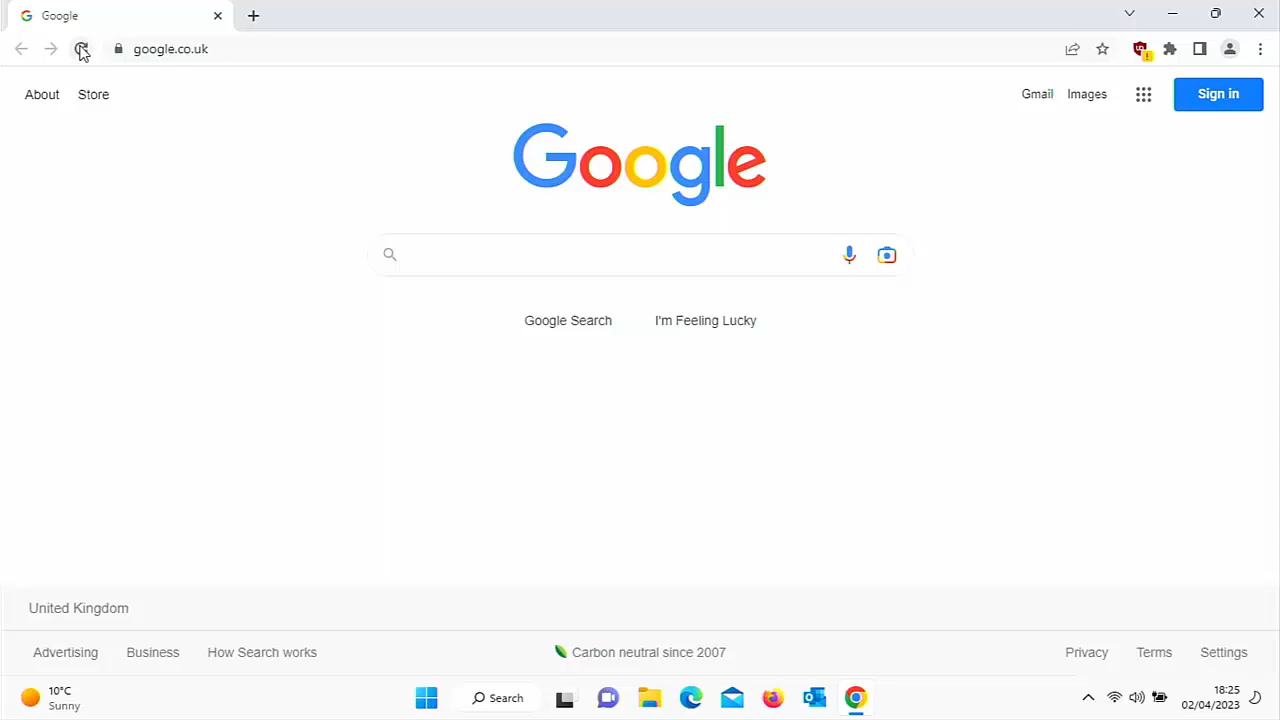 Google
google.co.uk
About Store Gmail Images Sign in
Google
Google Search I'm Feeling Lucky
United Kingdom
Advertising Business How Search works Carbon neutral since 2007 Privacy Terms Settings
10°C
Sunny
Search
18:25
02/04/2023